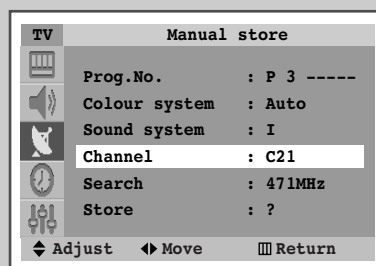 TV Manual store
Prog.No. : P 3 -----
Colour system : Auto
Sound system : I
Channel : C21
Search : 471MHz
Store : ?
Adjust Move Return